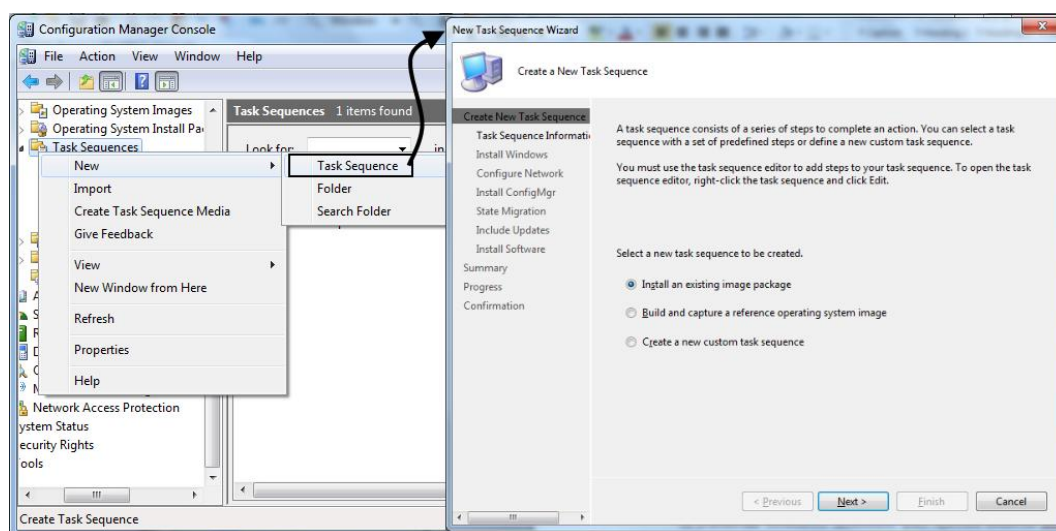 Configuration Manager Console
File Action View Window Help
Operating System Images
Operating System Install Pa
Task Sequences
Task Sequences 1 items found
Look for: in
New
Import
Create Task Sequence Media
Give Feedback
View
New Window from Here
Refresh
Properties
Help
Task Sequence
Folder
Search Folder
Network Access Protection
ystem Status
ecurity Rights
ools
Create Task Sequence
New Task Sequence Wizard
Create a New Task Sequence
Create New Task Sequence
Task Sequence Informati
Install Windows
Configure Network
Install ConfigMgr
State Migration
Include Updates
Install Software
Summary
Progress
Confirmation
A task sequence consists of a series of steps to complete an action. You can select a task
sequence with a set of predefined steps or define a new custom task sequence.
You must use the task sequence editor to add steps to your task sequence. To open the task
sequence editor, right-click the task sequence and click Edit.
Select a new task sequence to be created.
Install an existing image package
Build and capture a reference operating system image
Create a new custom task sequence
< Previous Next > Finish Cancel